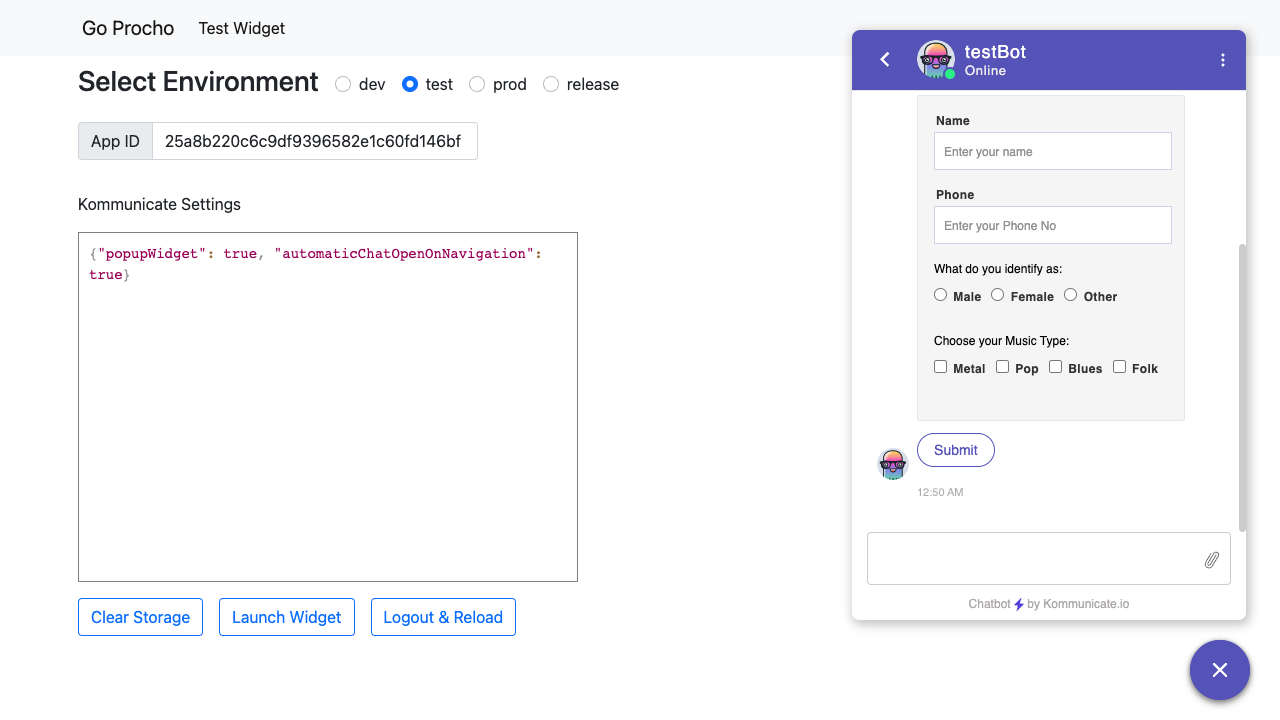 Go Procho Test Widget
Select Environment dev test prod release
App ID 25a8b220c6c9df9396582e1c60fd146bf
Kommunicate Settings
{"popupWidget": true, "automaticChatOpenOnNavigation":
true}
Clear Storage Launch Widget Logout & Reload
testBot
Online
Name
Enter your name
Phone
Enter your Phone No
What do you identify as:
Male Female Other
Choose your Music Type:
Metal Pop Blues Folk
Submit
12:50 AM
Chatbot by Kommunicate.io